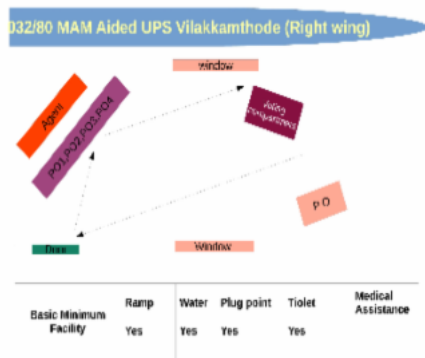 032/80 MAM Aided UPS Vilakkamthode (Right wing)
window
Agent
PO1,PO2,PO3,PO4
Voting
compartment
P O
Door
Window
Ramp Water Plug point Tiolet Medical Assistance
Basic Minimum Facility
Yes Yes Yes Yes